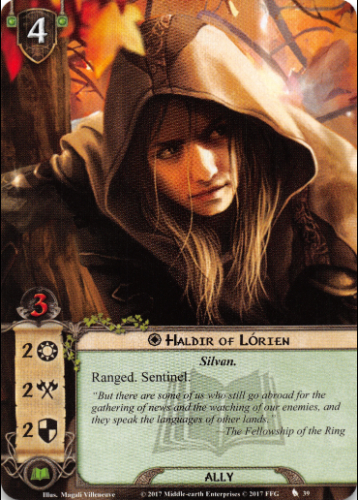 4
3
HALDIR OF LÓRIEN
Silvan.
2
Ranged. Sentinel.
2
"But there are some of us who still go abroad for the
gathering of news and the watching of our enemies, and
they speak the languages of other lands."
2
The Fellowship of the Ring
ALLY
Illus. Magali Villeneuve © 2017 Middle-earth Enterprises © 2017 FFG 30